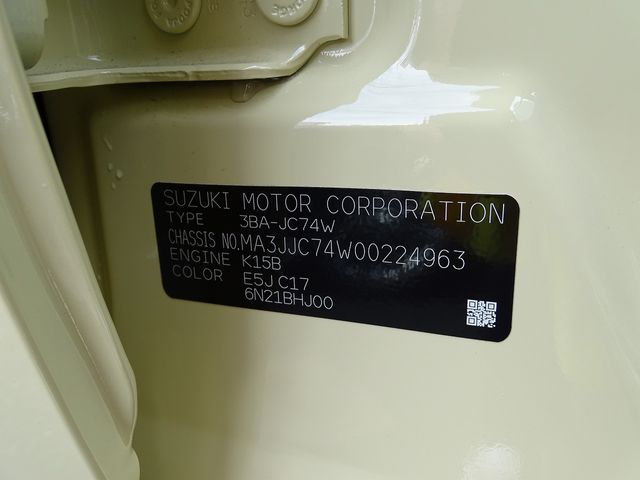 SUZUKI MOTOR CORPORATION
TYPE 3BA-JC74W
CHASSIS NO. MA3JJC74W00224963
ENGINE K15B
COLOR E5J C17
6N21BHJ00